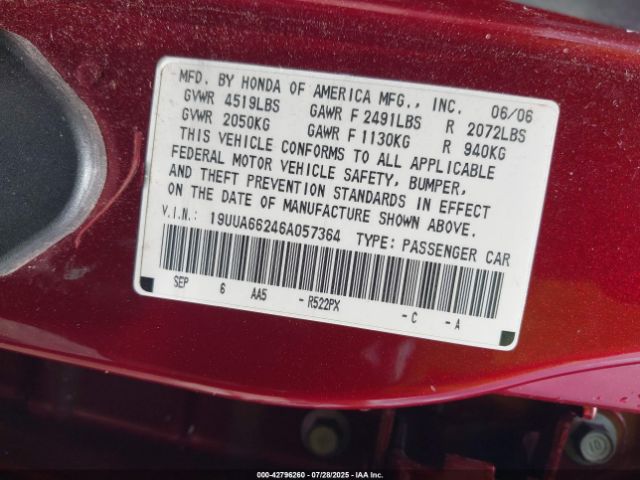 MFD. BY HONDA OF AMERICA MFG., INC. 06/06
GVWR 4519LBS GAWR F 2491LBS R 2072LBS
GVWR 2050KG GAWR F 1130KG R 940KG
THIS VEHICLE CONFORMS TO ALL APPLICABLE
FEDERAL MOTOR VEHICLE SAFETY, BUMPER,
AND THEFT PREVENTION STANDARDS IN EFFECT
ON THE DATE OF MANUFACTURE SHOWN ABOVE.
V.I.N.: 19UUA66246A057364 TYPE: PASSENGER CAR
SEP 6 AA5 -R522PX -C -A
10
000-42796260 - 07/28/2025 - IAA Inc.